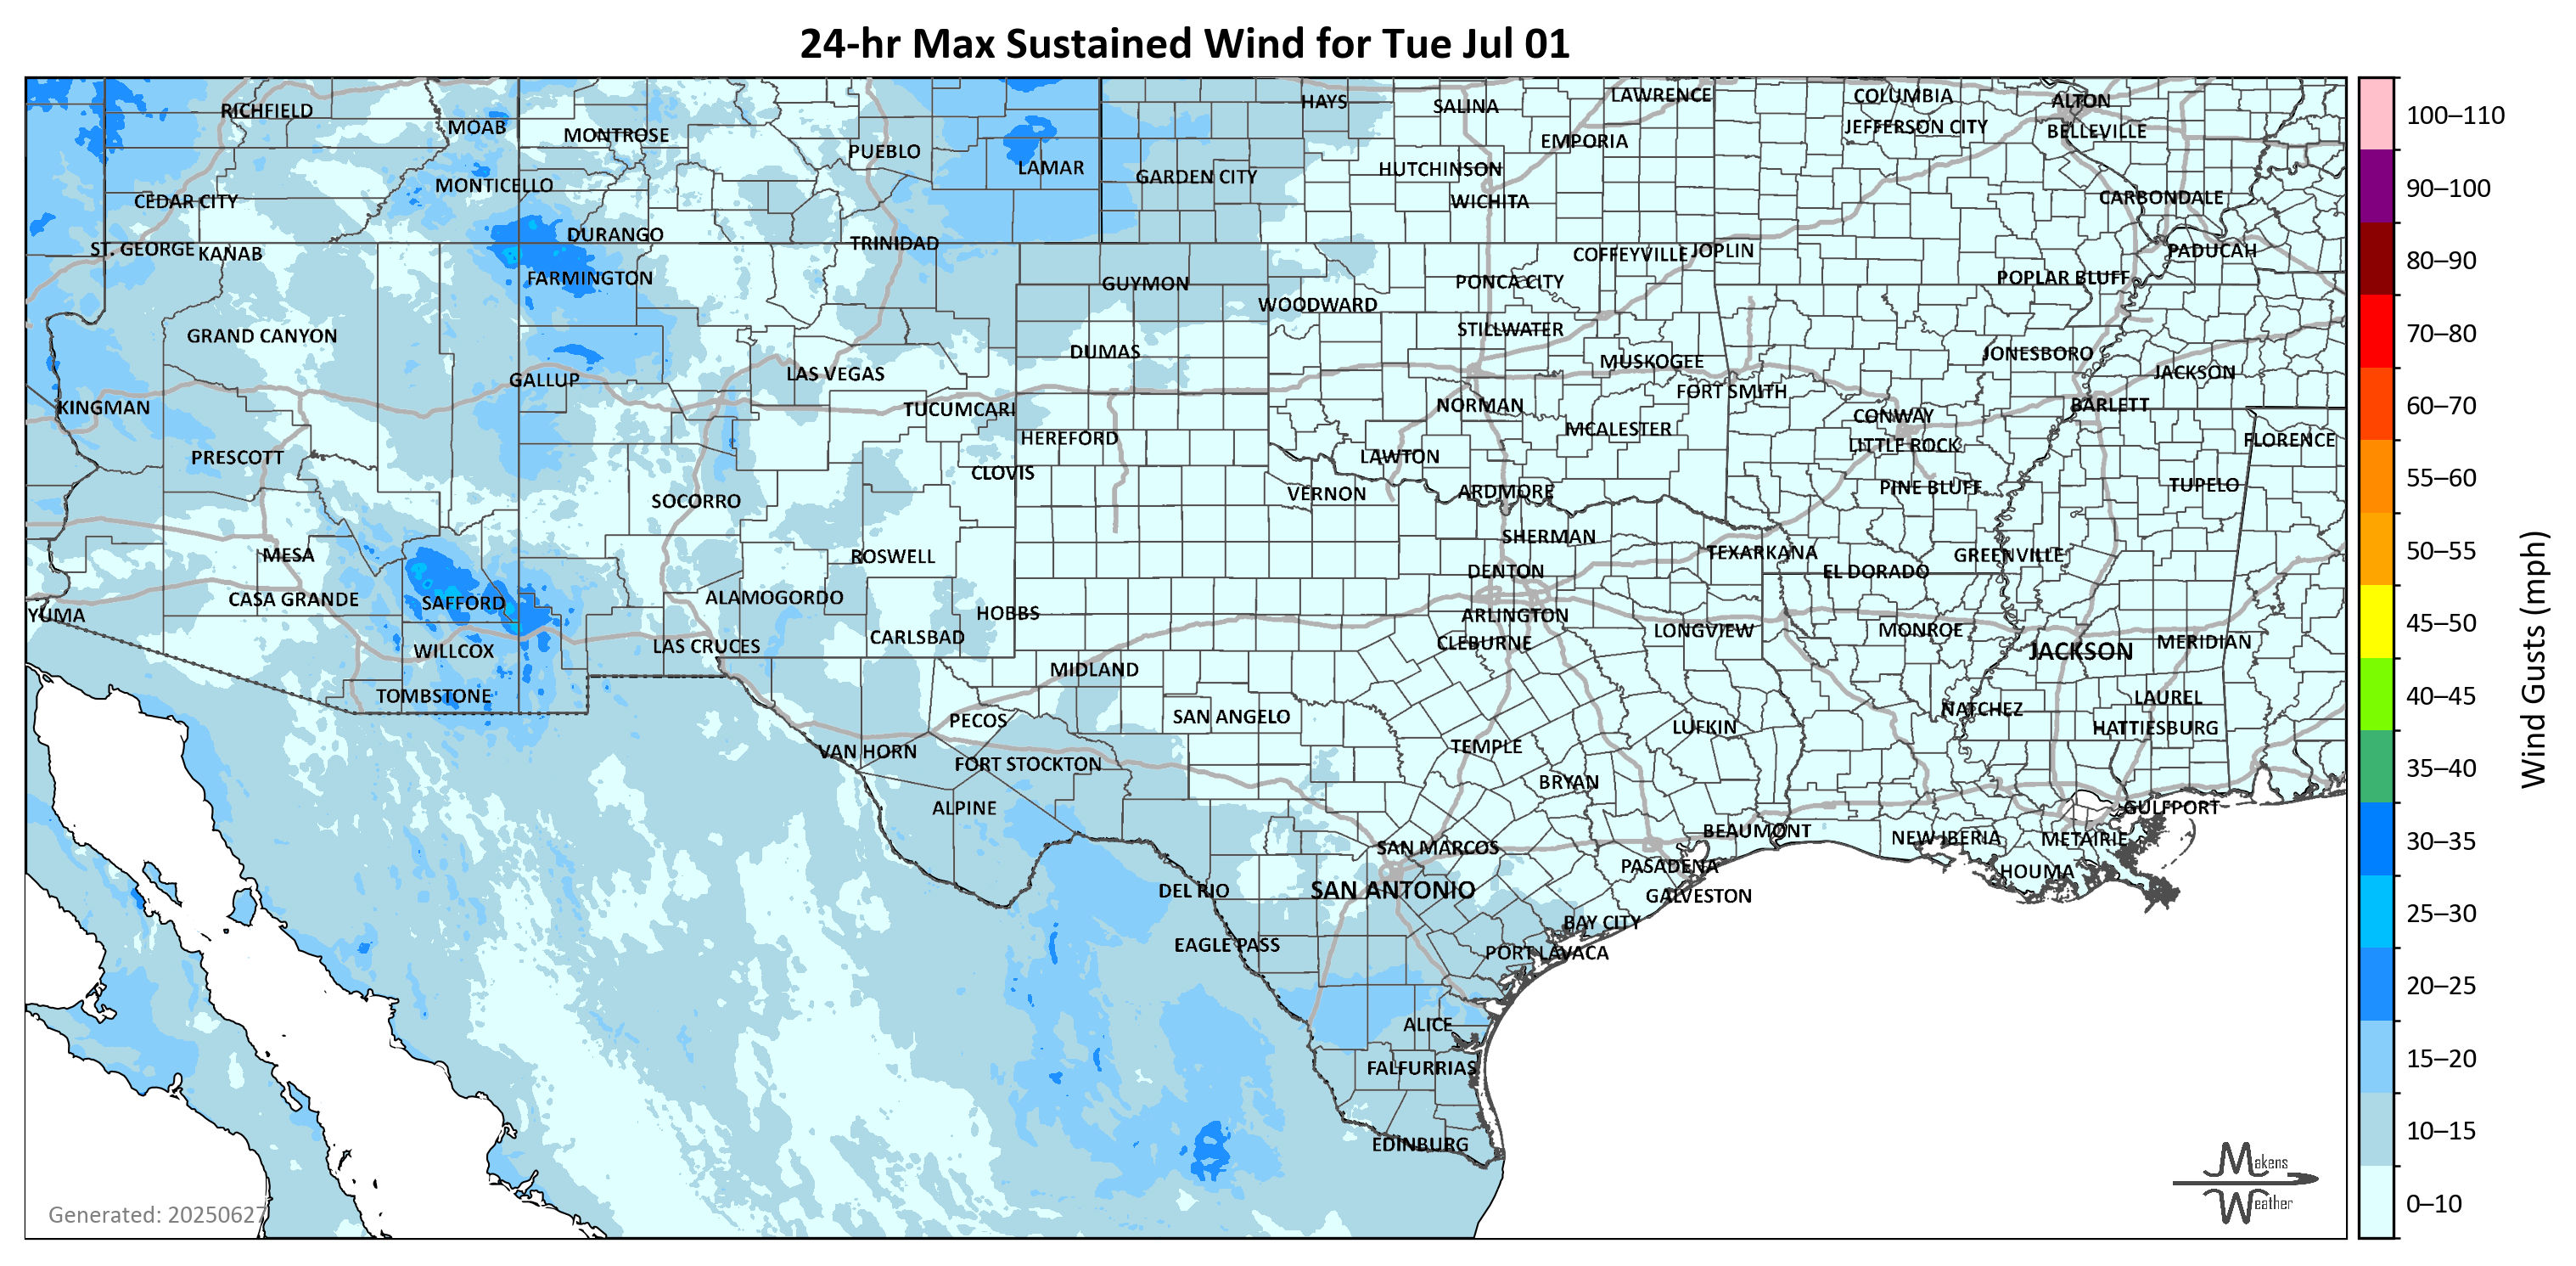 24-hr Max Sustained Wind for Tue Jul 01
RICHFIELD
MOAB
MONTROSE
PUEBLO
LAMAR
HAYS
SALINA
LAWRENCE
EMPORIA
COLUMBIA
JEFFERSON CITY
ALTON
BELLEVILLE
MONTICELLO
CEDAR CITY
GARDEN CITY
HUTCHINSON
WICHITA
CARBONDALE
ST. GEORGE
KANAB
DURANGO
FARMINGTON
TRINIDAD
GUYMON
WOODWARD
PONCA CITY
COFFEYVILLE
JOPLIN
POPLAR BLUFF
PADUCAH
GRAND CANYON
DUMAS
STILLWATER
MUSKOGEE
JONESBORO
JACKSON
KINGMAN
GALLUP
LAS VEGAS
TUCUMCARI
NORMAN
FORT SMITH
CONWAY
BARLETT
PRESCOTT
HEREFORD
CLOVIS
LAWTON
MCALESTER
LITTLE ROCK
FLORENCE
SOCORRO
VERNON
ARDMORE
PINE BLUFF
TUPELO
MESA
ROSWELL
SHERMAN
DENTON
TEXARKANA
EL DORADO
GREENVILLE
YUMA
CASA GRANDE
SAFFORD
ALAMOGORDO
HOBBS
ARLINGTON
CLEBURNE
LONGVIEW
MONROE
JACKSON
MERIDIAN
WILLCOX
LAS CRUCES
CARLSBAD
MIDLAND
TOMBSTONE
PECOS
SAN ANGELO
LUFKIN
NATCHEZ
LAUREL
HATTIESBURG
VAN HORN
FORT STOCKTON
TEMPLE
BRYAN
ALPINE
GULFPORT
SAN MARCOS
BEAUMONT
NEW IBERIA
METAIRIE
PASADENA
HOUMA
DEL RIO
SAN ANTONIO
GALVESTON
BAY CITY
EAGLE PASS
PORT LAVACA
ALICE
FALFURRIAS
EDINBURG
Generated: 20250627
Makens
Weather
100–110
90–100
80–90
70–80
60–70
55–60
50–55
45–50
40–45
35–40
30–35
25–30
20–25
15–20
10–15
0–10
Wind Gusts (mph)